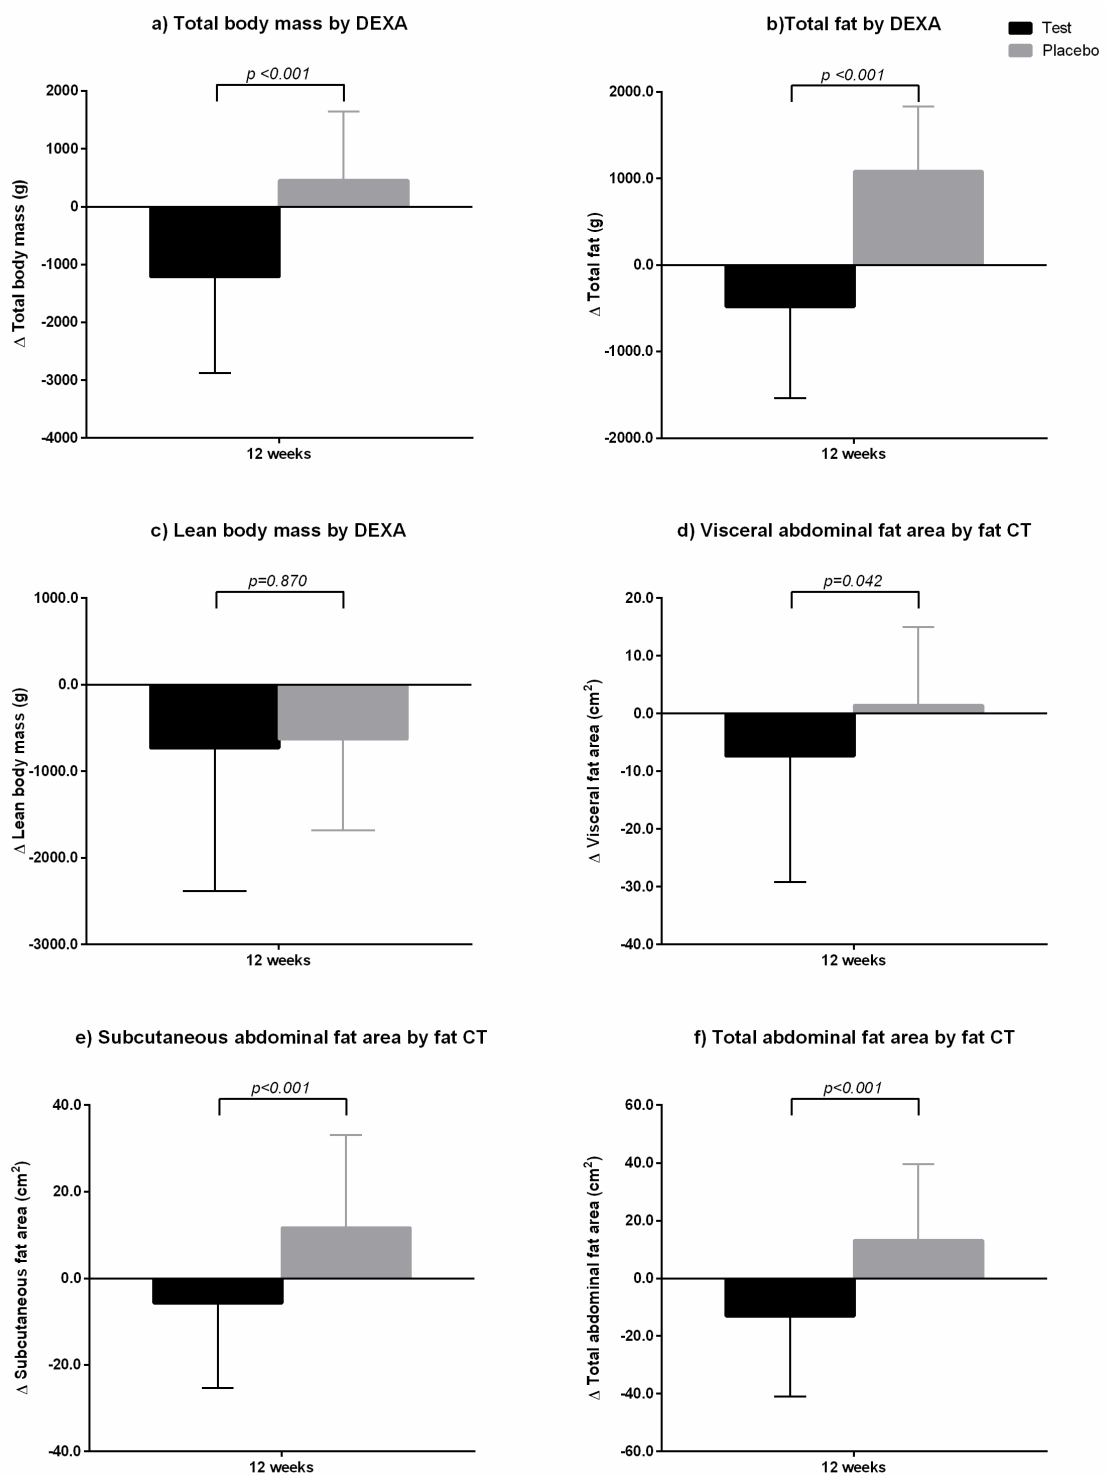 a) Total body mass by DEXA
p <0.001
2000
1000
0
-1000
-2000
-3000
-4000
Δ Total body mass (g)
12 weeks
b)Total fat by DEXA
Test
Placebo
p <0.001
2000.0
1000.0
0.0
-1000.0
-2000.0
Δ Total fat (g)
12 weeks
c) Lean body mass by DEXA
p=0.870
1000.0
0.0
-1000.0
-2000.0
-3000.0
Δ Lean body mass (g)
12 weeks
d) Visceral abdominal fat area by fat CT
p=0.042
20.0
10.0
0.0
-10.0
-20.0
-30.0
-40.0
Δ Visceral fat area (cm²)
12 weeks
e) Subcutaneous abdominal fat area by fat CT
p<0.001
40.0
20.0
0.0
-20.0
-40.0
Δ Subcutaneous fat area (cm²)
12 weeks
f) Total abdominal fat area by fat CT
p<0.001
60.0
40.0
20.0
0.0
-20.0
-40.0
-60.0
Δ Total abdominal fat area (cm²)
12 weeks